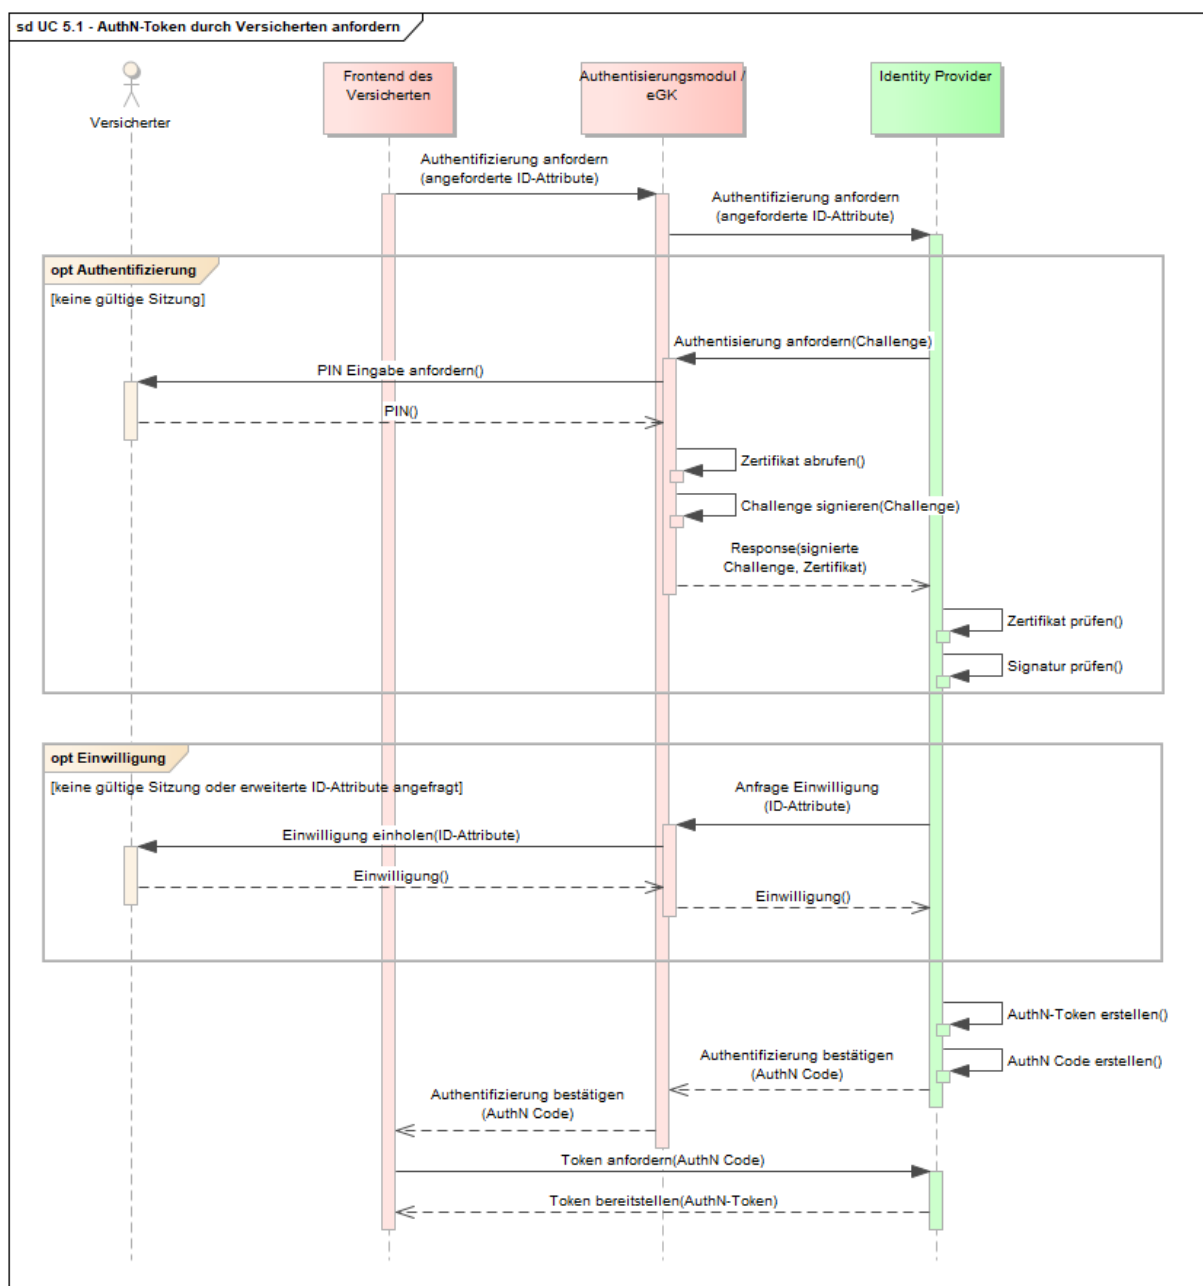 sd UC 5.1 - AuthN-Token durch Versicherten anfordern
Versicherter
Frontend des
Versicherten
Authentisierungsmodul /
eGK
Identity Provider
Authentifizierung anfordern
(angeforderte ID-Attribute)
Authentifizierung anfordern
(angeforderte ID-Attribute)
opt Authentifizierung
[keine gültige Sitzung]
Authentisierung anfordern(Challenge)
PIN Eingabe anfordern()
PIN()
Zertifikat abrufen()
Challenge signieren(Challenge)
Response(signierte
Challenge, Zertifikat)
Zertifikat prüfen()
Signatur prüfen()
opt Einwilligung
[keine gültige Sitzung oder erweiterte ID-Attribute angefragt]
Anfrage Einwilligung
(ID-Attribute)
Einwilligung einholen(ID-Attribute)
Einwilligung()
Einwilligung()
AuthN-Token erstellen()
AuthN Code erstellen()
Authentifizierung bestätigen
(AuthN Code)
Authentifizierung bestätigen
(AuthN Code)
Token anfordern(AuthN Code)
Token bereitstellen(AuthN-Token)